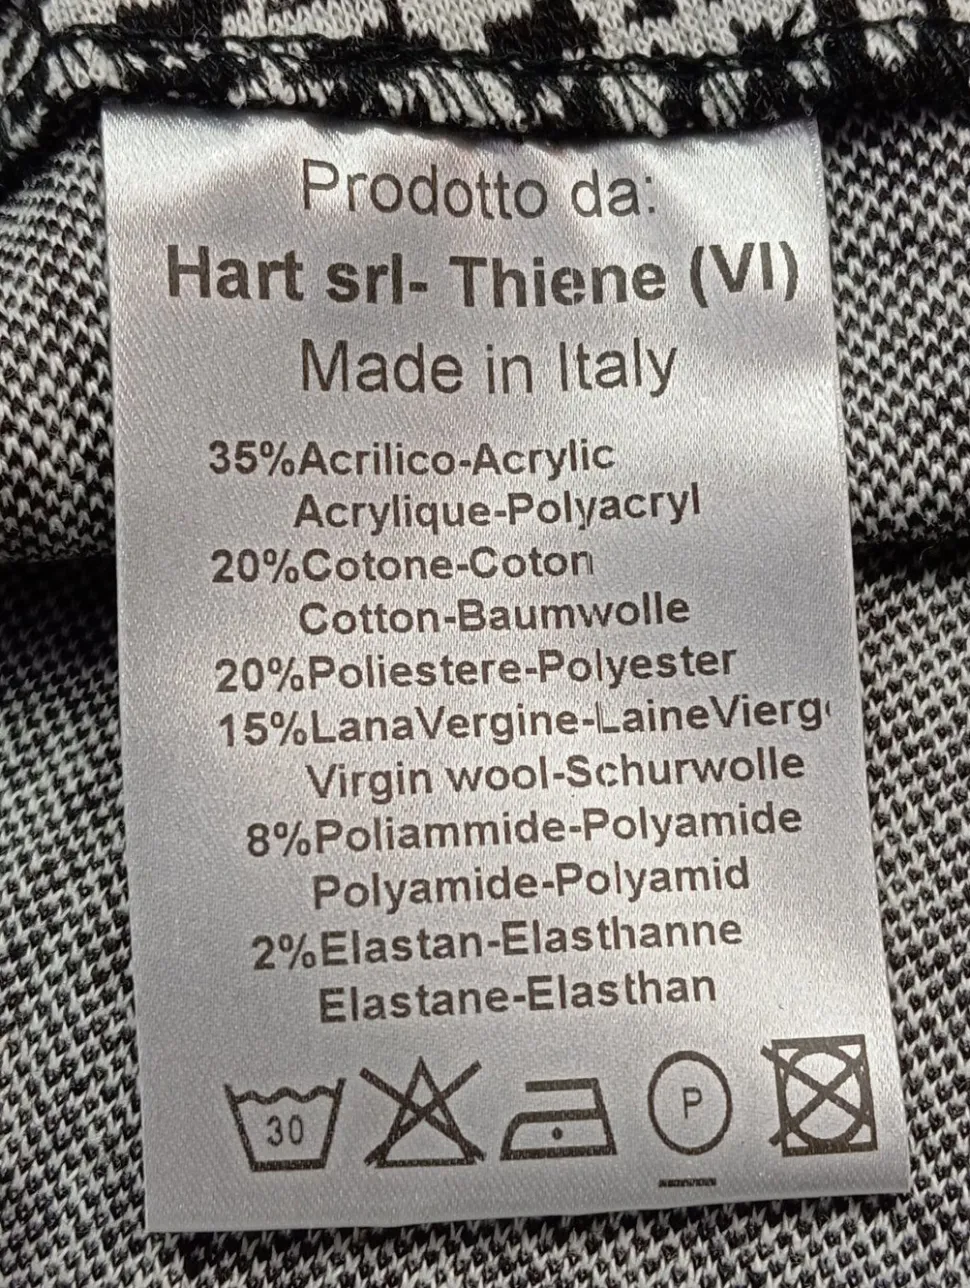 Prodotto da:
Hart srl- Thiene (VI)
Made in Italy
35%Acrilico-Acrylic
Acrylique-Polyacryl
20%Cotone-Coton
Cotton-Baumwolle
20%Poliestere-Polyester
15%LanaVergine-LaineVierg
Virgin wool-Schurwolle
8%Poliammide-Polyamide
Polyamide-Polyamid
2%Elastan-Elasthanne
Elastane-Elasthan
30 P